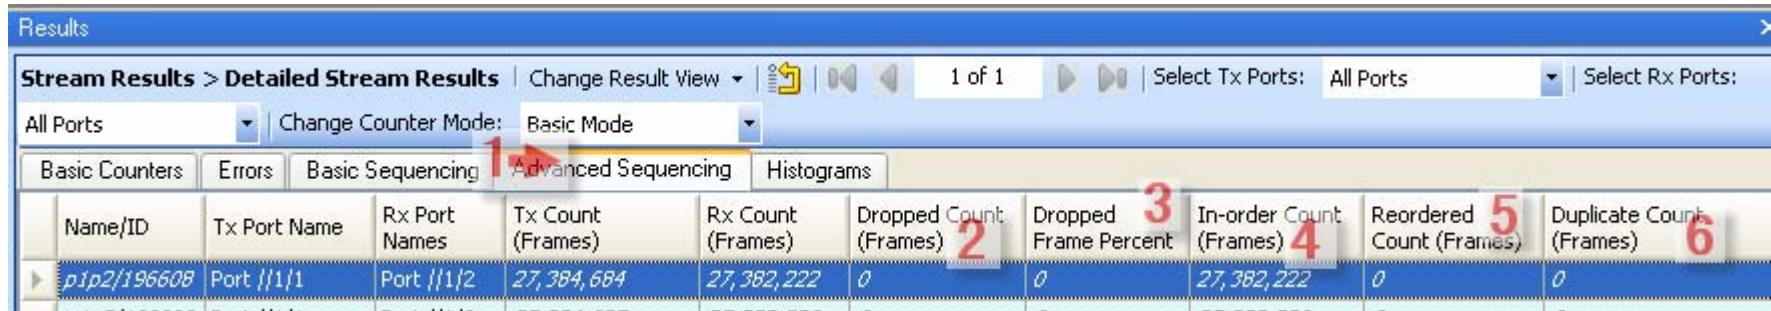 Results
Stream Results > Detailed Stream Results Change Result View 1 of 1 Select Tx Ports: All Ports Select Rx Ports:
All Ports Change Counter Mode: Basic Mode
1
Basic Counters Errors Basic Sequencing Advanced Sequencing Histograms
Name/ID Tx Port Name Rx Port Names Tx Count (Frames) Rx Count (Frames) Dropped Count (Frames) 2 Dropped Frame Percent 3 In-order Count (Frames) 4 Reordered Count (Frames) 5 Duplicate Count (Frames) 6
p1p2/196608 Port //1/1 Port //1/2 27,384,684 27,382,222 0 0 27,382,222 0 0